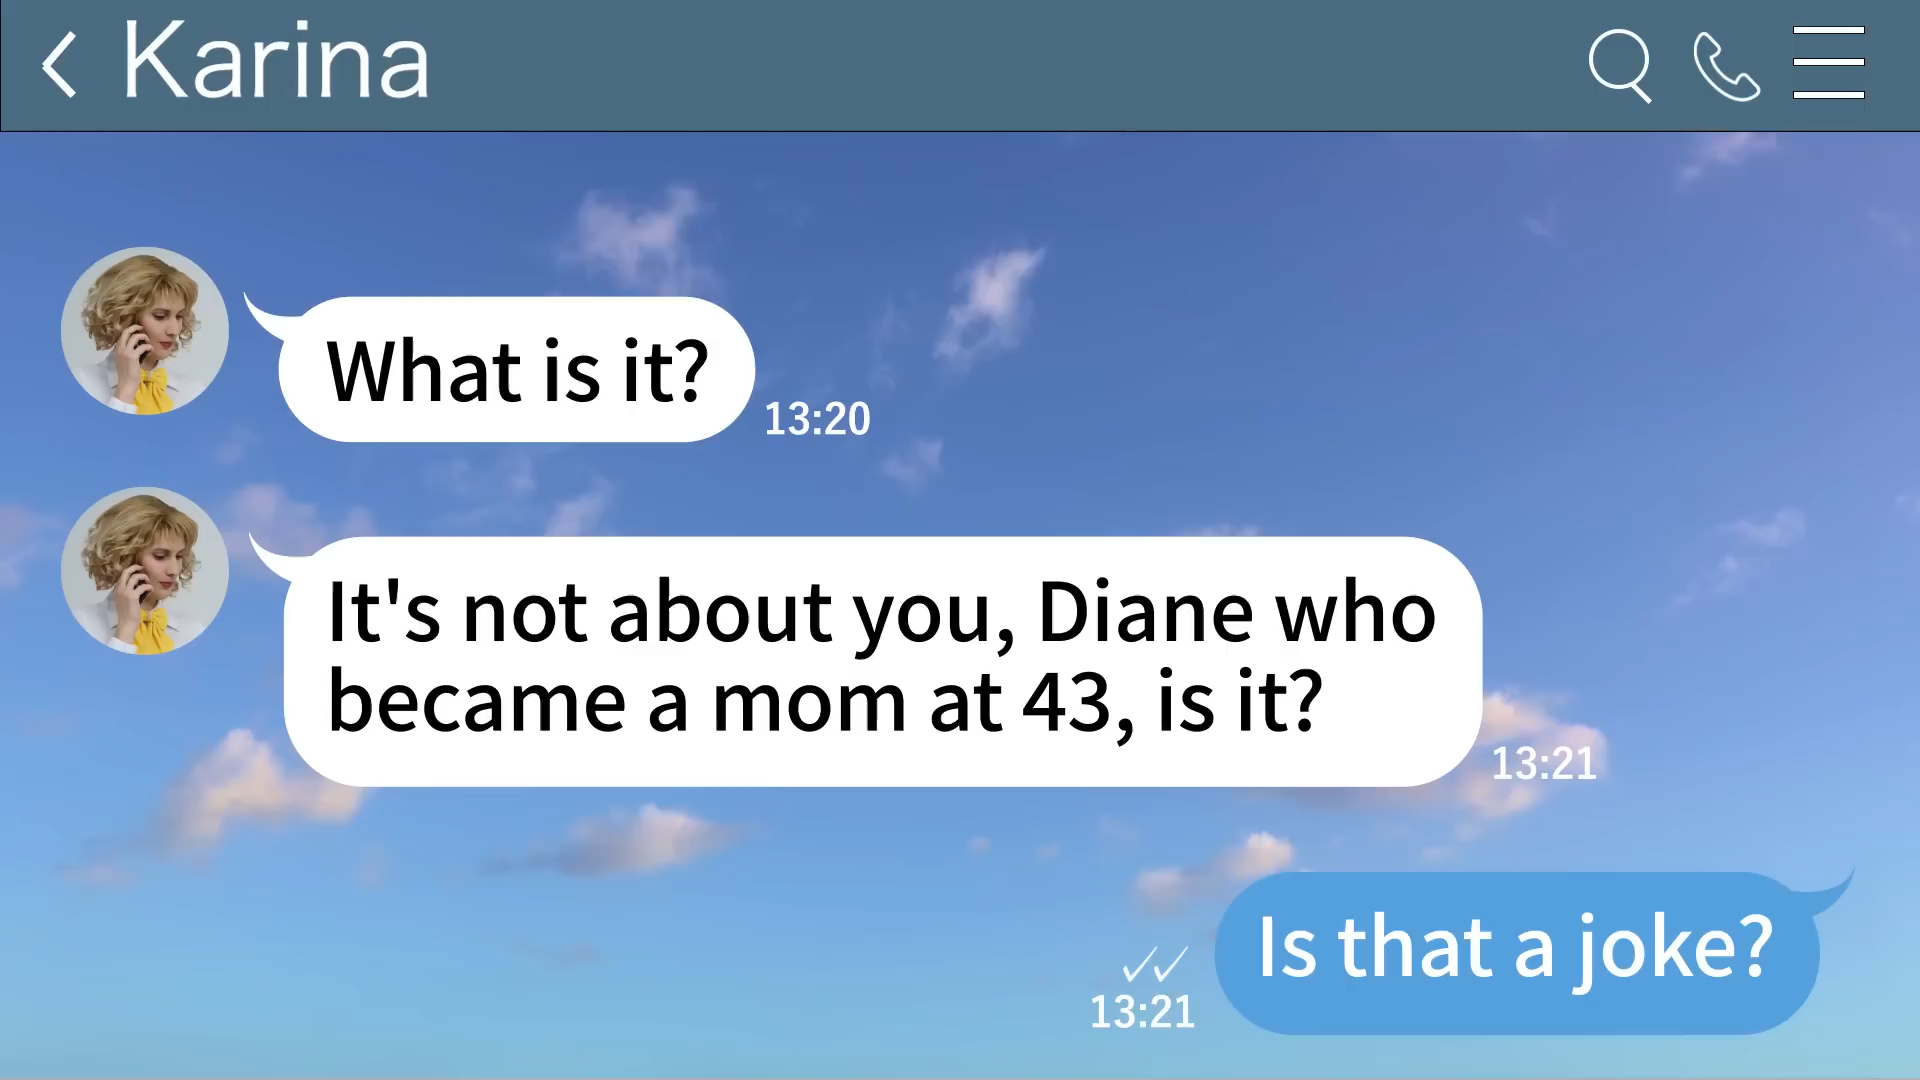 Karina
What is it?
13:20
It's not about you, Diane who
became a mom at 43, is it?
13:21
Is that a joke?
13:21